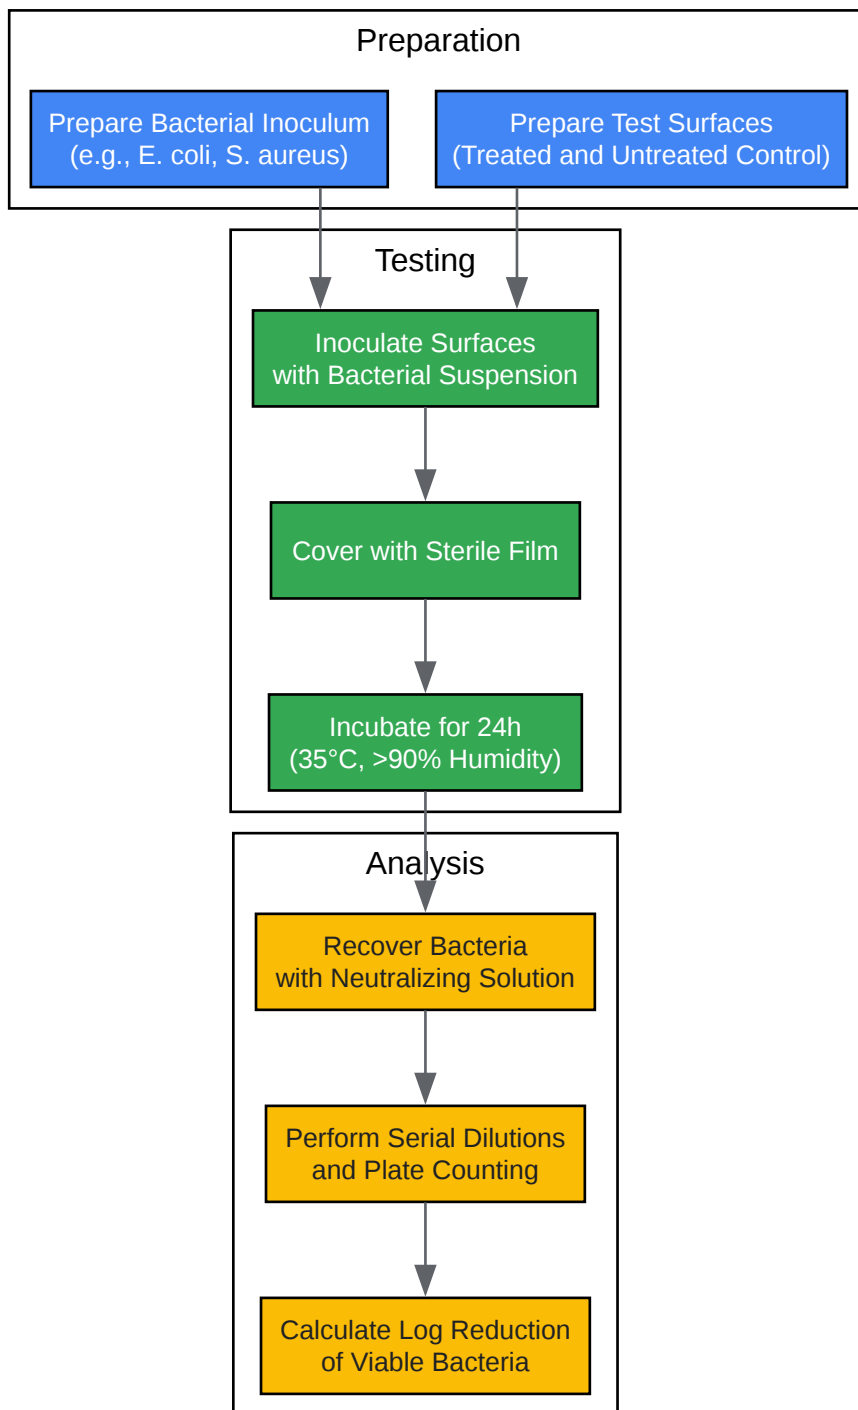 Preparation
Prepare Bacterial Inoculum
(e.g., E. coli, S. aureus)
Prepare Test Surfaces
(Treated and Untreated Control)
Testing
Inoculate Surfaces
with Bacterial Suspension
Cover with Sterile Film
Incubate for 24h
(35°C, >90% Humidity)
Analysis
Recover Bacteria
with Neutralizing Solution
Perform Serial Dilutions
and Plate Counting
Calculate Log Reduction
of Viable Bacteria